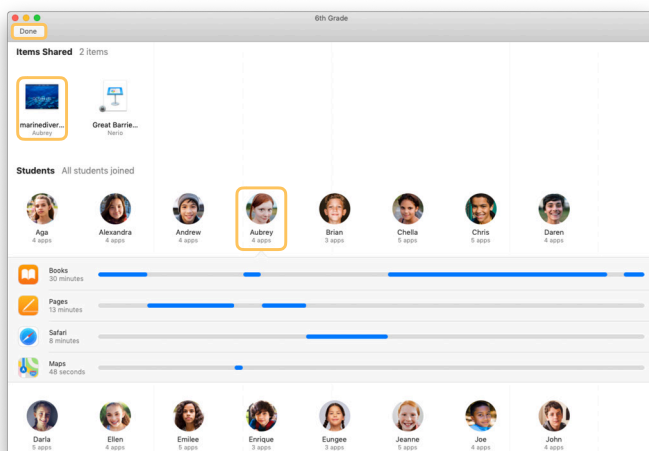 6th Grade
Done
Items Shared 2 items
marinediver...
Aubrey
Great Barrie...
Nerio
Students All students joined
Aga
4 apps
Alexandra
4 apps
Andrew
4 apps
Aubrey
4 apps
Brian
3 apps
Chella
5 apps
Chris
5 apps
Daren
4 apps
Books
30 minutes
Pages
13 minutes
Safari
8 minutes
Maps
48 seconds
Darla
5 apps
Ellen
4 apps
Emilee
5 apps
Enrique
3 apps
Eungee
3 apps
Jeanne
5 apps
Joe
4 apps
John
4 apps